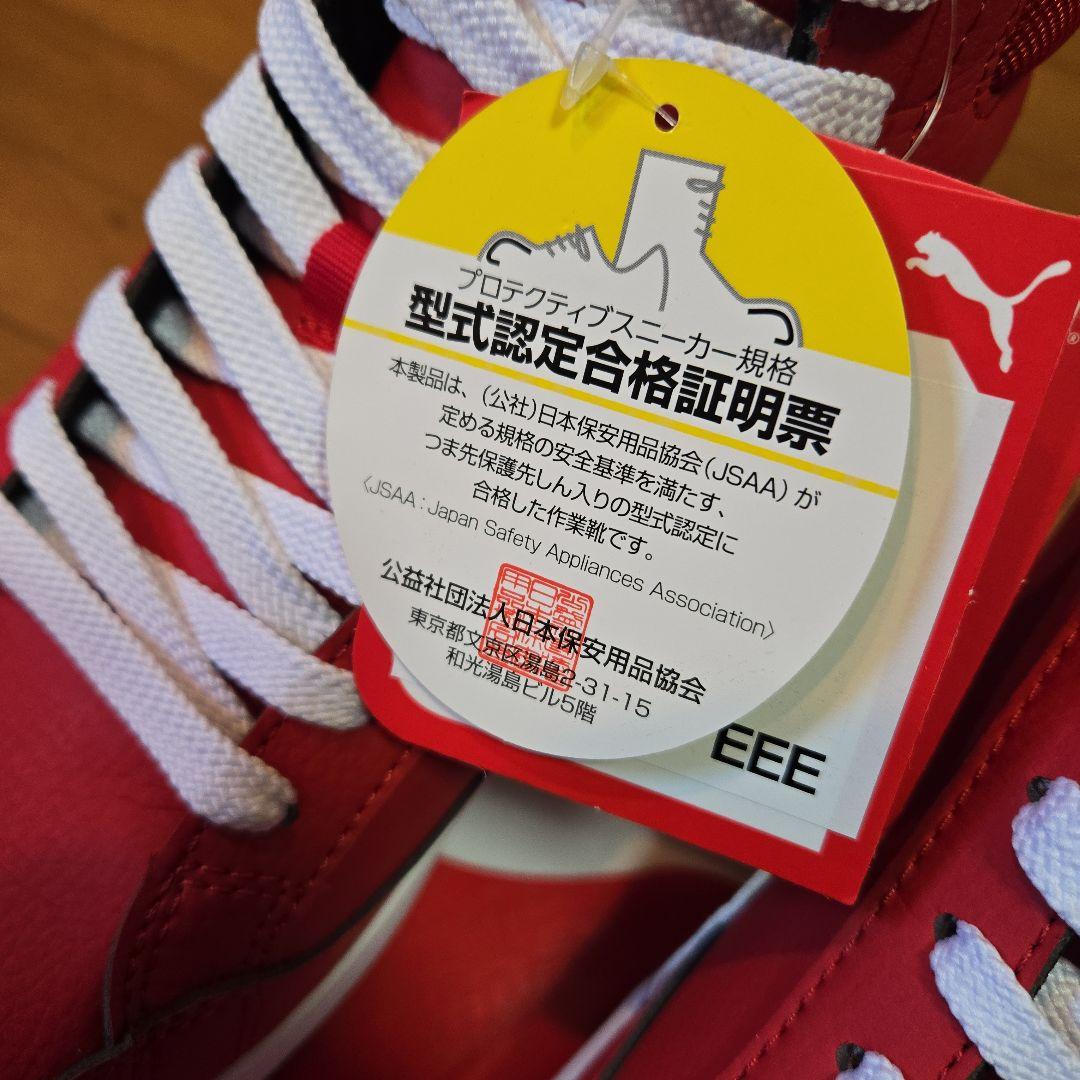 プロテクティブスニーカー規格
型式認定合格証明票
本製品は、(公社)日本保安用品協会(JSAA)が
定める規格の安全基準を満たす、
つま先保護先しん入りの型式認定に
合格した作業靴です。
〈JSAA : Japan Safety Appliances Association〉
公益社団法人日本保安用品協会
東京都文京区湯島2-31-15
和光湯島ビル5階
EEE